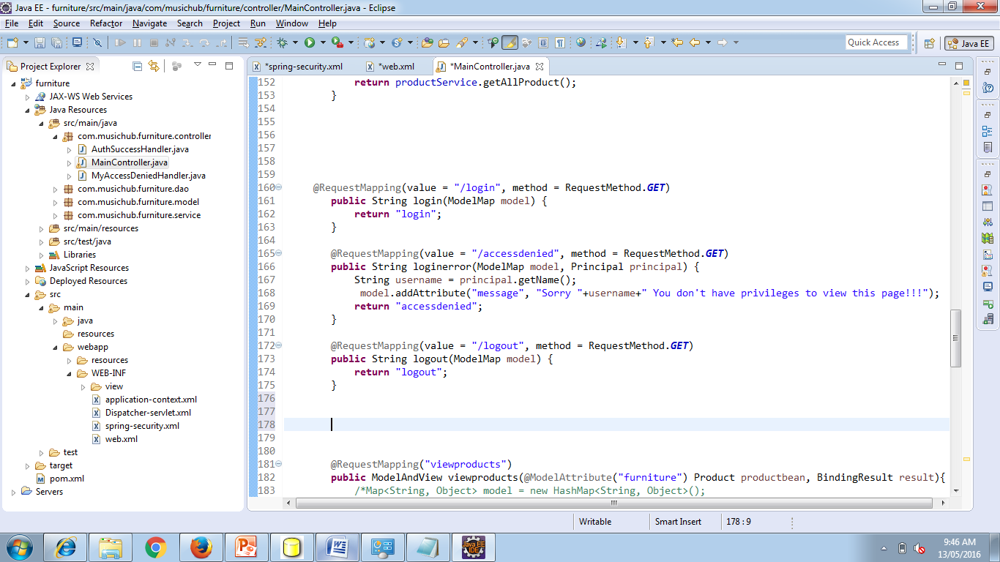 Java EE - furniture/src/main/java/com/musichub/furniture/controller/MainController.java - Eclipse
File Edit Source Refactor Navigate Search Project Run Window Help
Quick Access
Java EE
Project Explorer
furniture
JAX-WS Web Services
Java Resources
src/main/java
com.musichub.furniture.controller
AuthSuccessHandler.java
MainController.java
MyAccessDeniedHandler.java
com.musichub.furniture.dao
com.musichub.furniture.model
com.musichub.furniture.service
src/main/resources
src/test/java
Libraries
JavaScript Resources
Deployed Resources
src
main
java
resources
webapp
resources
WEB-INF
view
application-context.xml
Dispatcher-servlet.xml
spring-security.xml
web.xml
test
target
pom.xml
Servers
*spring-security.xml *web.xml *MainController.java
152 return productService.getAllProduct();
153 }
154
155
156
157
158
159
160 @RequestMapping(value = "/login", method = RequestMethod.GET)
161 public String login(ModelMap model) {
162 return "login";
163 }
164
165 @RequestMapping(value = "/accessdenied", method = RequestMethod.GET)
166 public String loginerror(ModelMap model, Principal principal) {
167 String username = principal.getName();
168 model.addAttribute("message", "Sorry "+username+" You don't have privileges to view this page!!!");
169 return "accessdenied";
170 }
171
172 @RequestMapping(value = "/logout", method = RequestMethod.GET)
173 public String logout(ModelMap model) {
174 return "logout";
175 }
176
177
178
179
180
181 @RequestMapping("viewproducts")
182 public ModelAndView viewproducts(@ModelAttribute("furniture") Product productbean, BindingResult result){
183 /*Map<String, Object> model = new HashMap<String, Object>();
Writable Smart Insert 178 : 9
Java EE
IDE
9:46 AM
13/05/2016